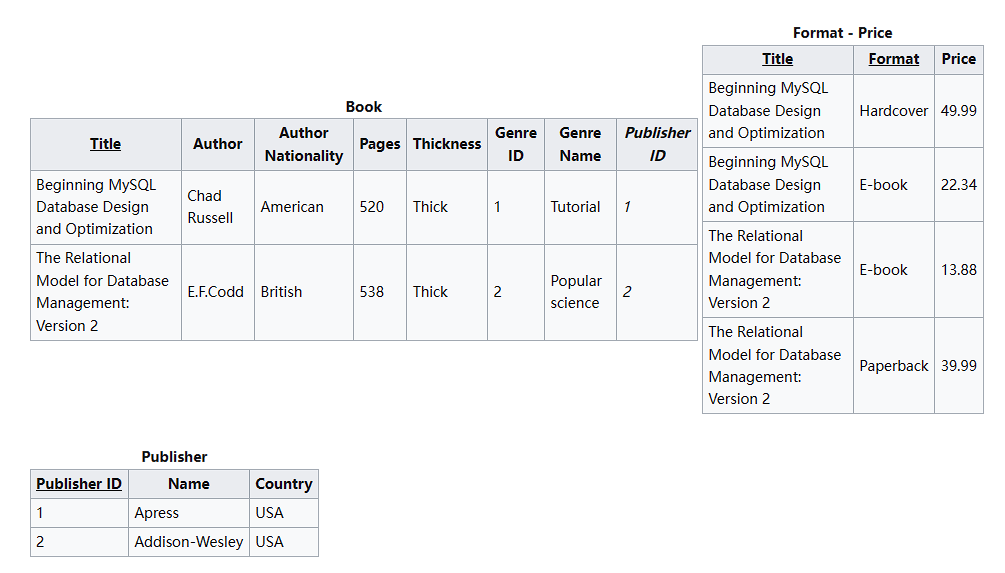 Format - Price
Title Format Price
Beginning MySQL
Database Design
and Optimization
Hardcover 49.99
Beginning MySQL
Database Design
and Optimization
E-book 22.34
The Relational
Model for Database
Management:
Version 2
E-book 13.88
The Relational
Model for Database
Management:
Version 2
Paperback 39.99
Book
Title Author Author
Nationality Pages Thickness Genre
ID Genre
Name Publisher
ID
Beginning MySQL
Database Design
and Optimization
Chad
Russell
American 520 Thick 1 Tutorial 1
The Relational
Model for Database
Management:
Version 2
E.F.Codd British 538 Thick 2 Popular
science 2
Publisher
Publisher ID Name Country
1 Apress USA
2 Addison-Wesley USA